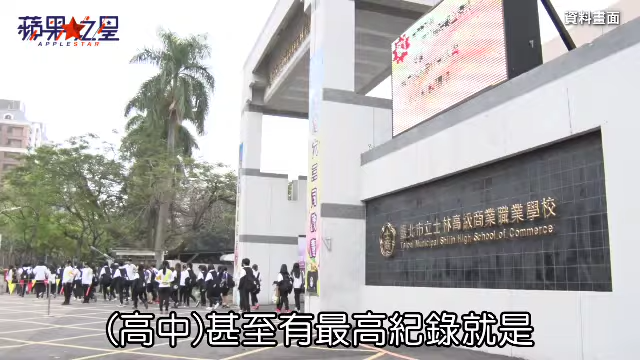 蘋果之星
APPLESTAR
資料畫面
臺北市立士林高級商業職業學校
Taipei Municipal Shilin High School of Commerce
(高中)甚至有最高紀錄就是